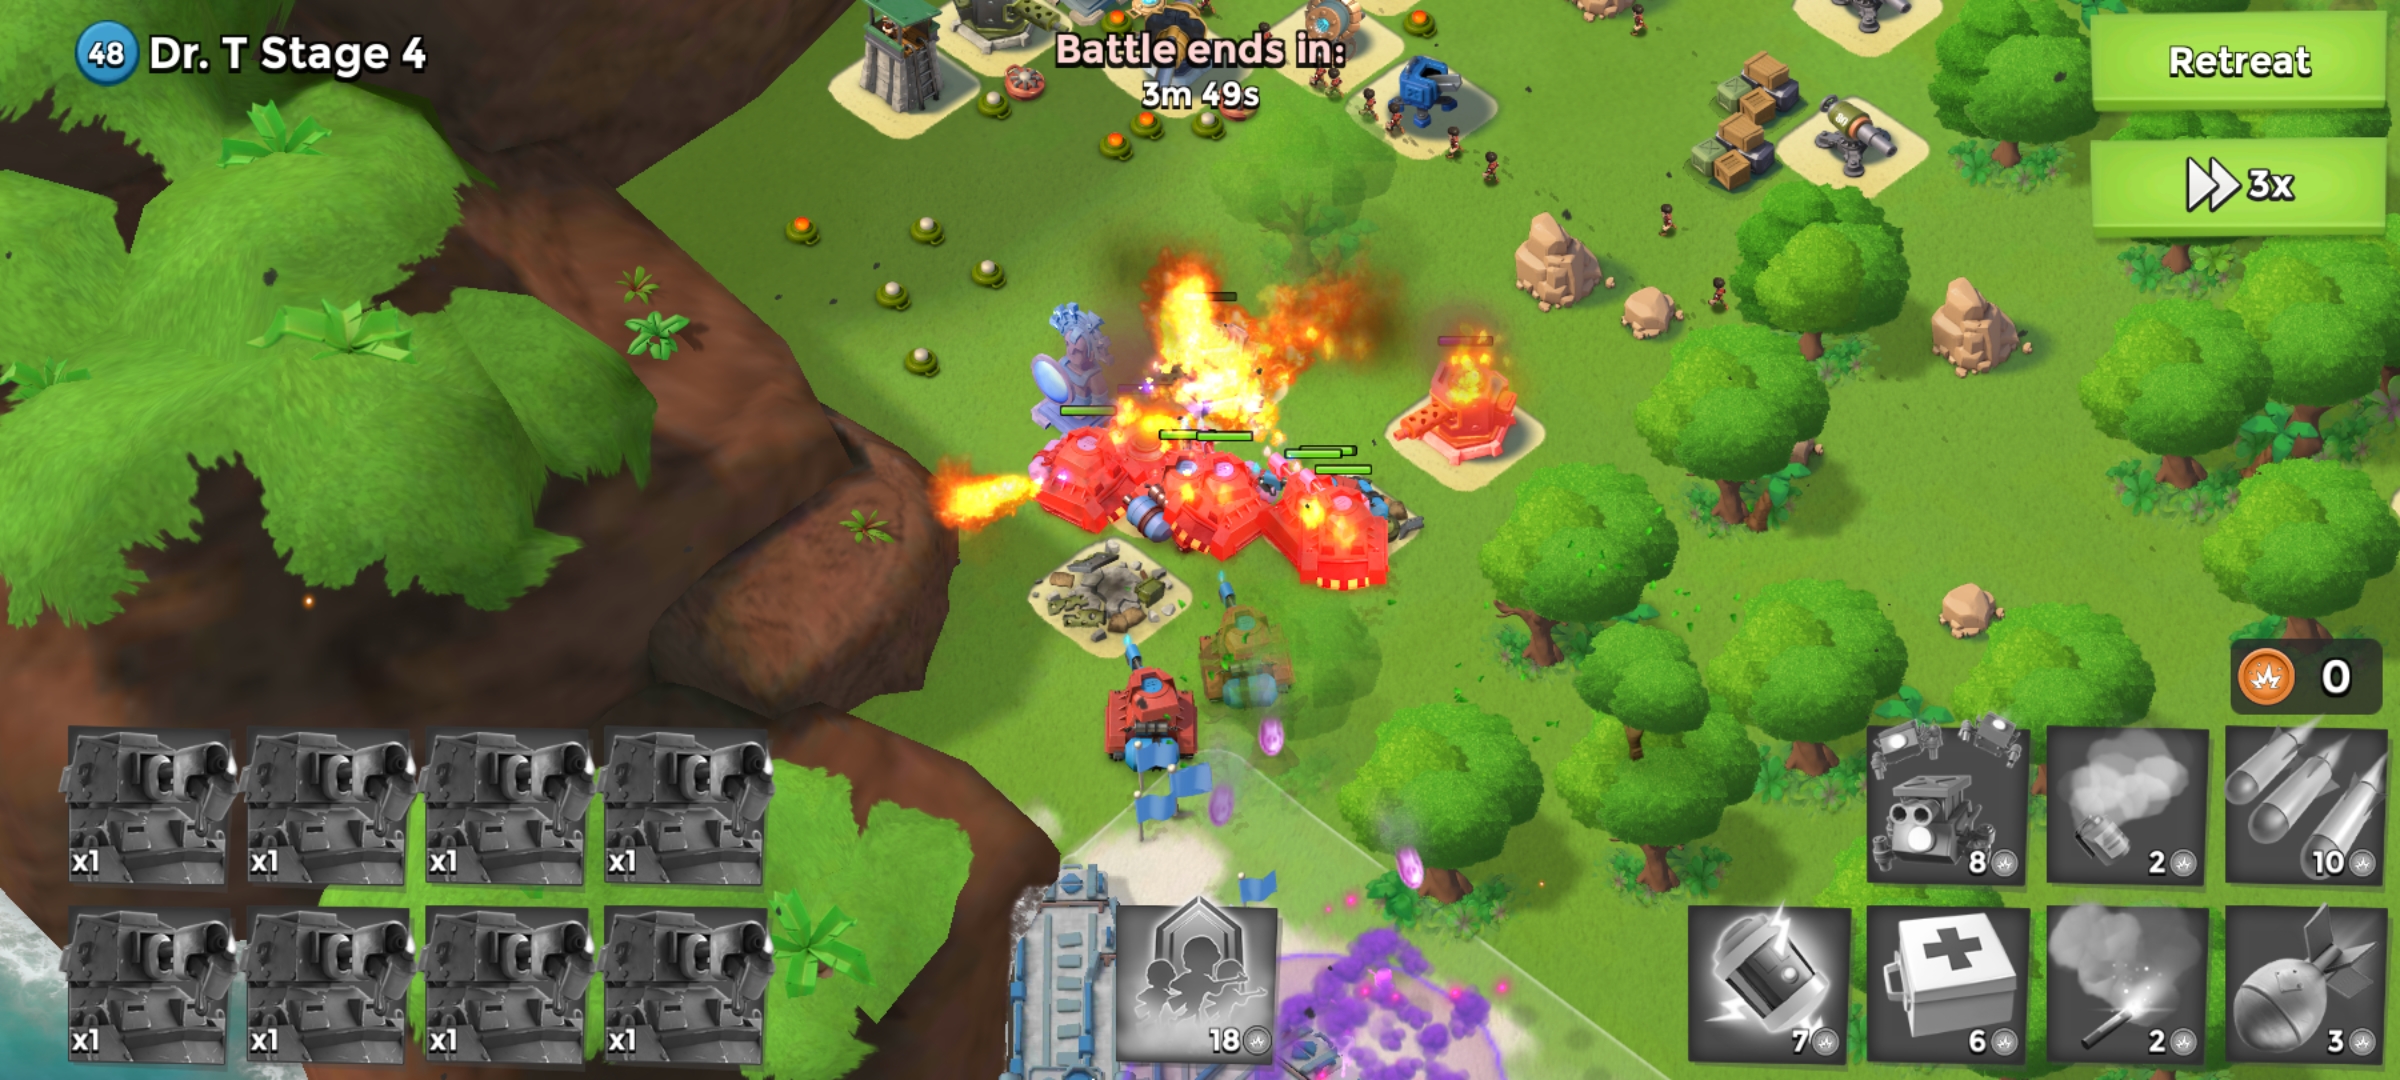 48 Dr. T Stage 4
Battle ends in:
3m 49s
Retreat
3x
80
0
x1 x1 x1 x1
8 2 10
x1 x1 x1 x1
18 7 6 2 3